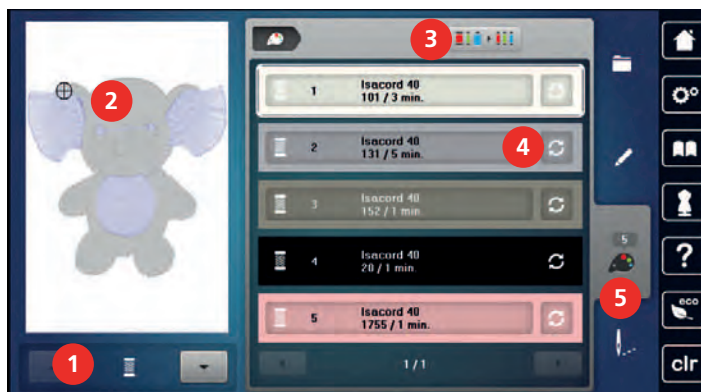 3
2
1 Isacord 40
101 / 3 min.
2 Isacord 40
131 / 5 min.
4
3 Isacord 40
152 / 1 min.
4 Isacord 40
20 / 1 min.
5 Isacord 40
1755 / 1 min.
5
5
?
eco
1
1 / 1
clr